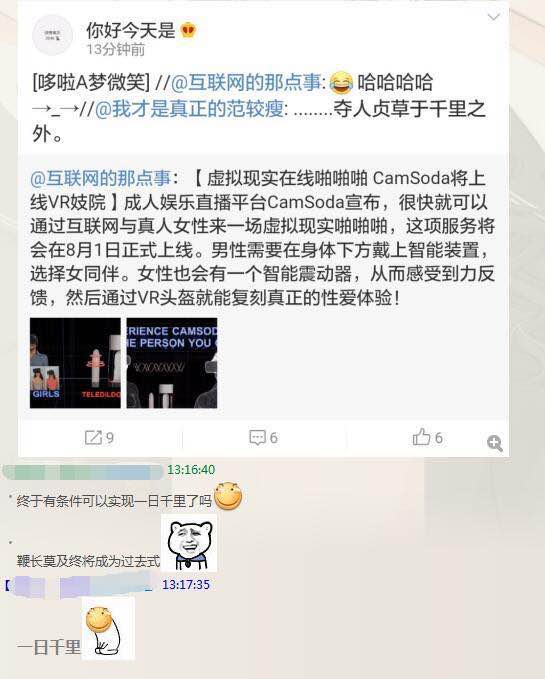 你好今天是
13分钟前
[哆啦A梦微笑] //@互联网的那点事:😂哈哈哈哈
→_→//@我才是真正的范较瘦: ........夺人贞草于千里之
外。
@互联网的那点事：【 虚拟现实在线啪啪啪 CamSoda将上
线VR妓院 】成人娱乐直播平台CamSoda宣布，很快就可以
通过互联网与真人女性来一场虚拟现实啪啪啪，这项服务将
会在8月1日正式上线。男性需要在身体下方戴上智能装置，
选择女同伴。女性也会有一个智能震动器，从而感受到力反
馈，然后通过VR头盔就能复刻真正的性爱体验！
ERIENCE CAMSOD
HE PERSON YOU
GIRLS
TELEDILDO
9
6
6
13:16:40
终于有条件可以实现一日千里了吗
鞭长莫及终将成为过去式
【
13:17:35
一日千里